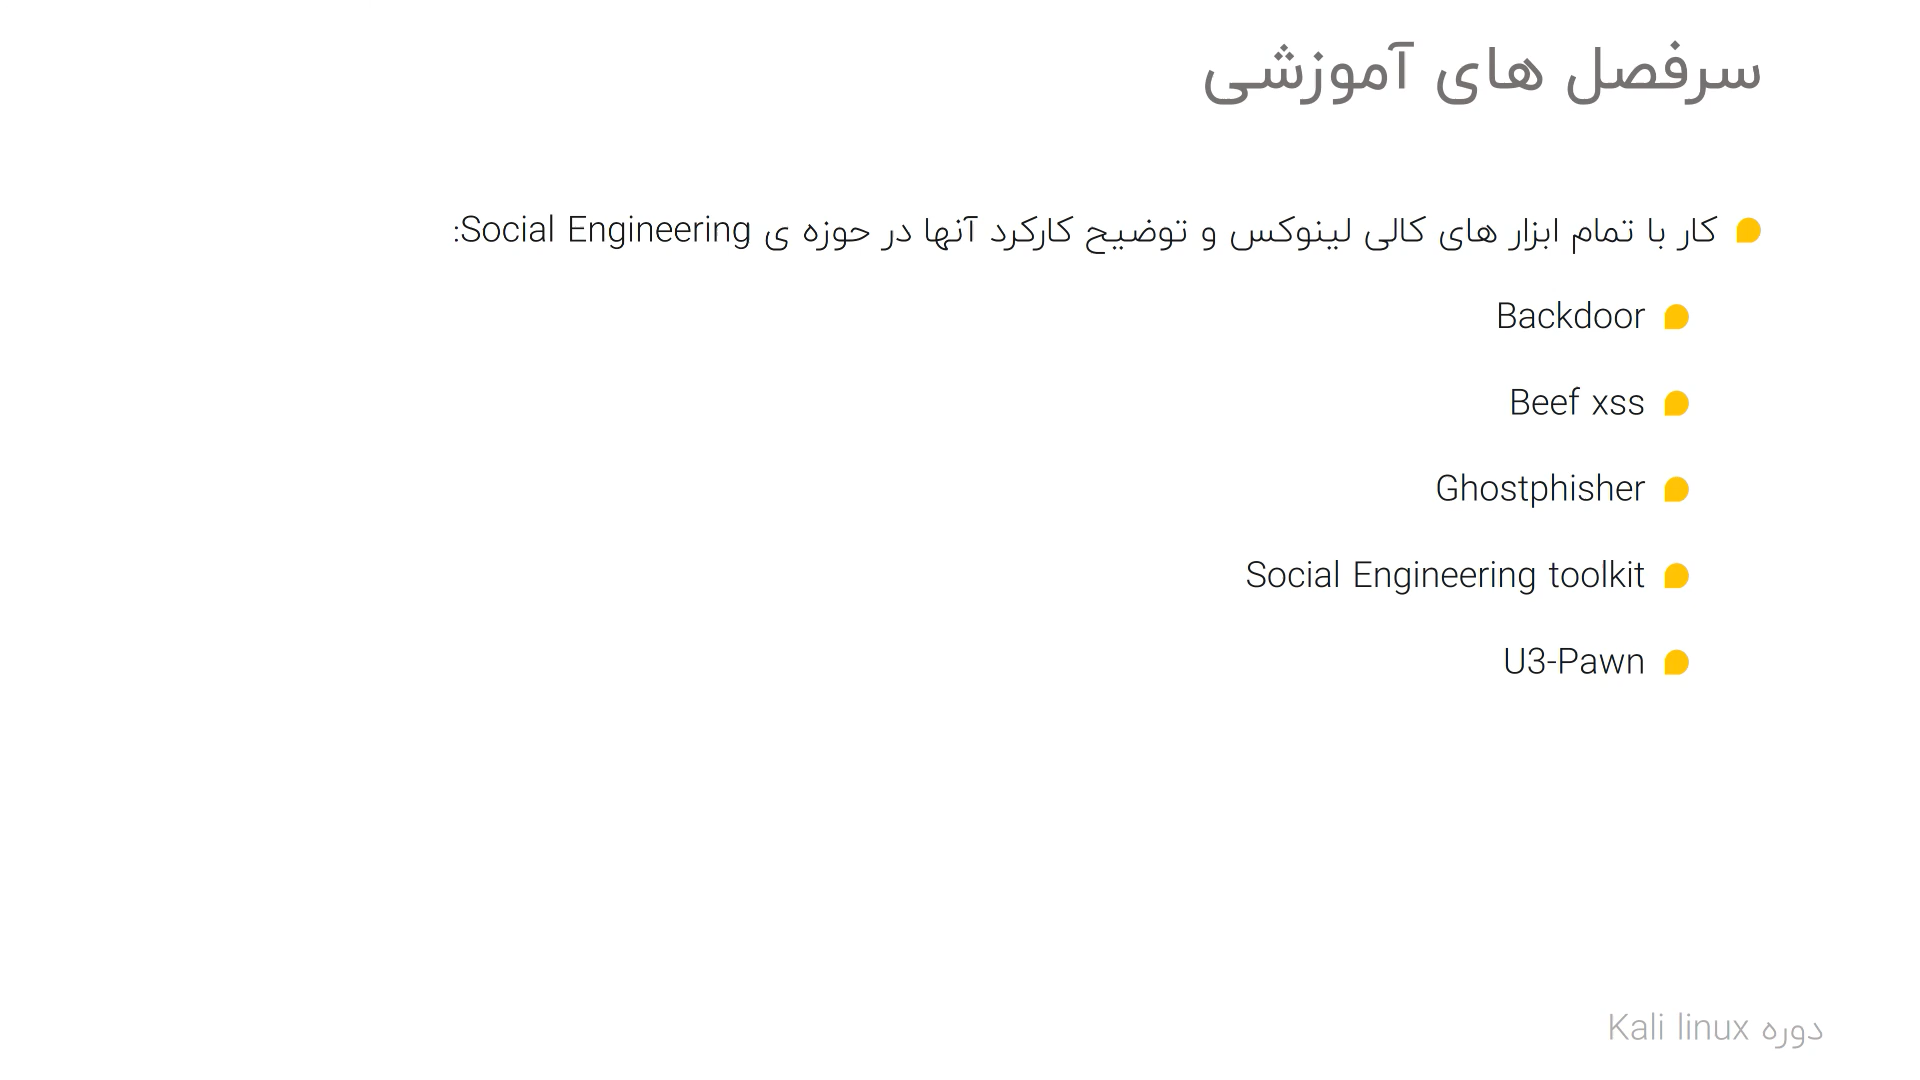 سرفصل های آموزشی
کار با تمام ابزار های کالی لینوکس و توضیح کارکرد آنها در حوزه ی Social Engineering:
Backdoor
Beef xss
Ghostphisher
Social Engineering toolkit
U3-Pawn
دوره Kali linux